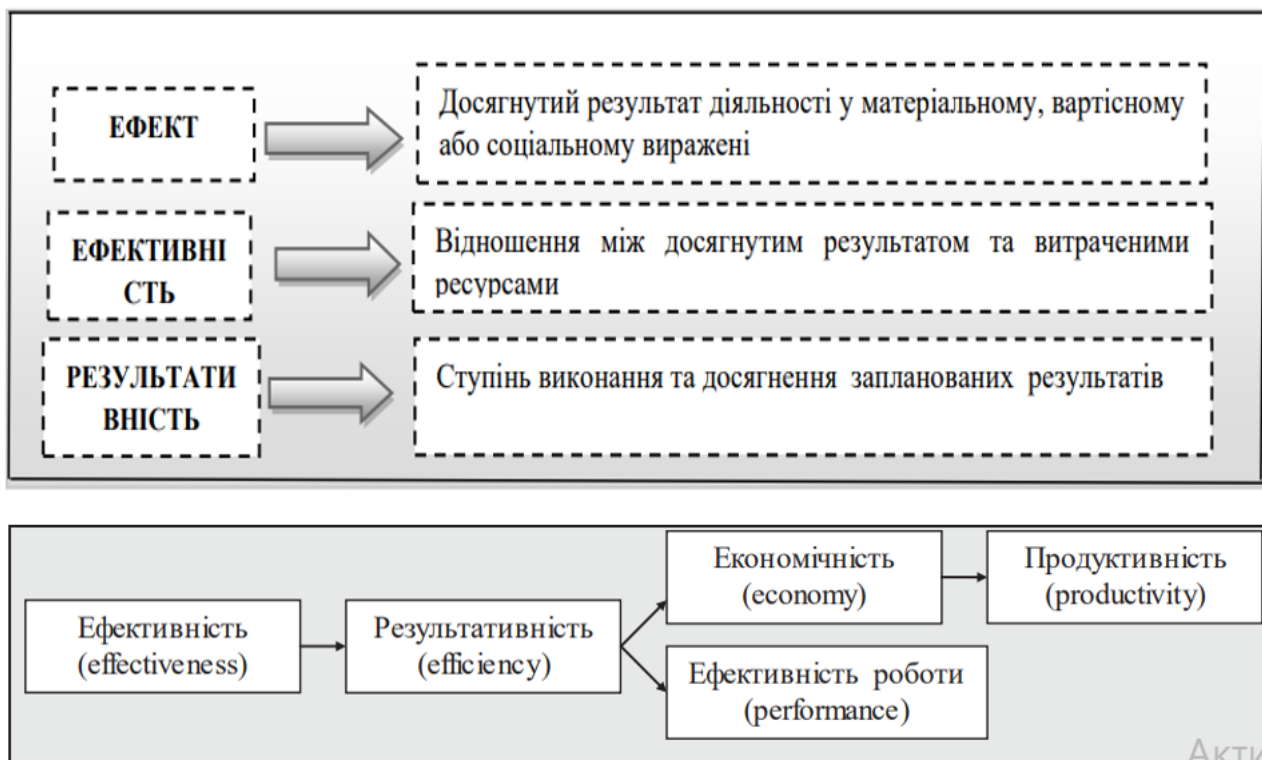 ЕФЕКТ
Досягнутий результат діяльності у матеріальному, вартісному
або соціальному виражені
ЕФЕКТИВНІ
СТЬ
Відношення між досягнутим результатом та витраченими
ресурсами
РЕЗУЛЬТАТИ
ВНІСТЬ
Ступінь виконання та досягнення запланованих результатів
Ефективність
(effectiveness)
Результативність
(efficiency)
Економічність
(economy)
Продуктивність
(productivity)
Ефективність роботи
(performance)